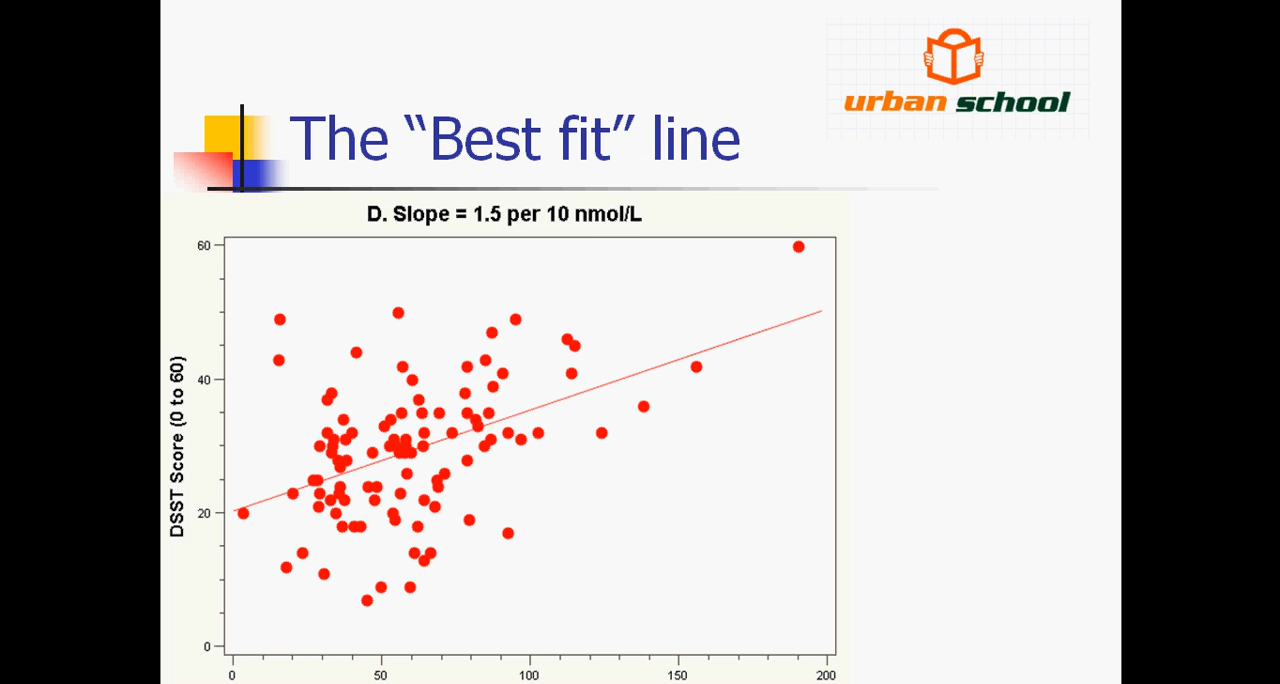 urban school
The “Best fit” line
D. Slope = 1.5 per 10 nmol/L
DSST Score (0 to 60)
60
40
20
0
0 50 100 150 200